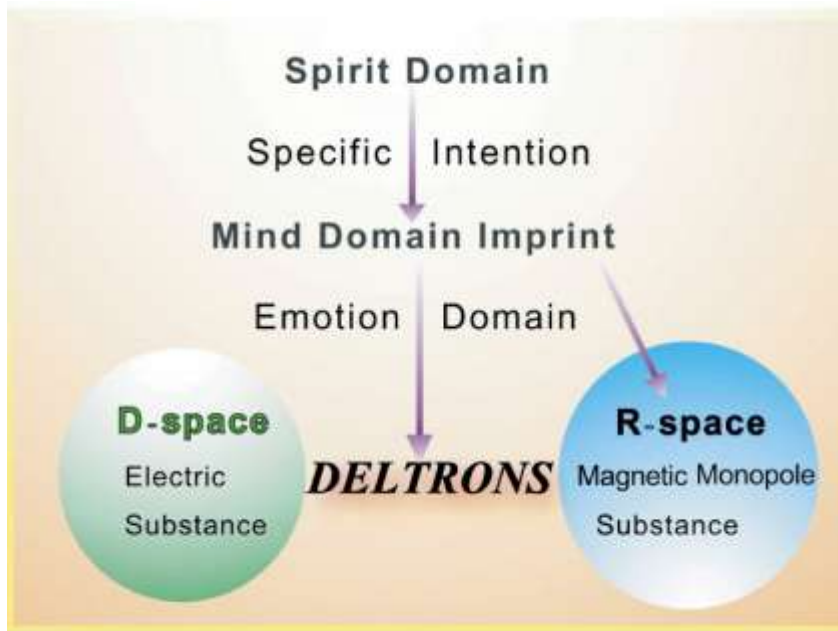 Spirit Domain
Specific Intention
Mind Domain Imprint
Emotion Domain
D-space
Electric
Substance
DELTRONS
R-space
Magnetic Monopole
Substance